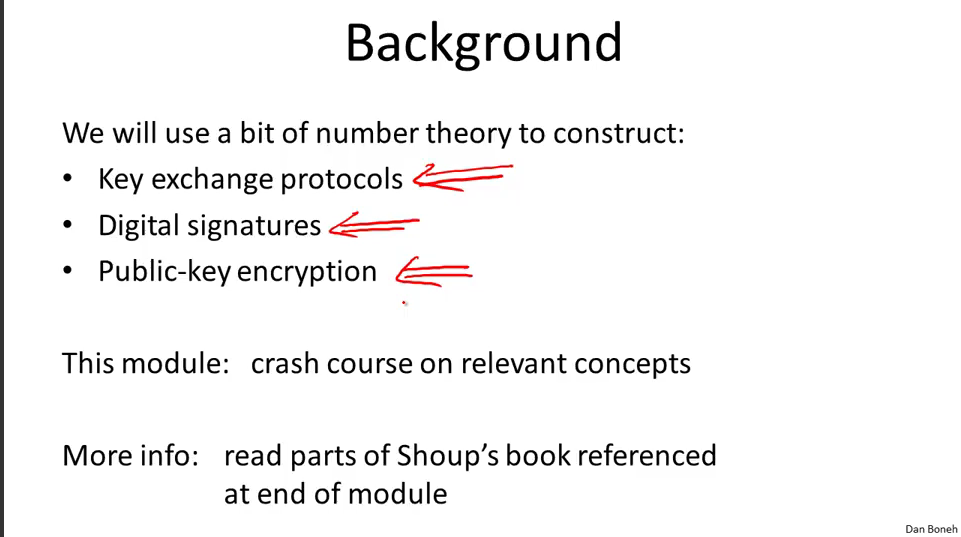 Background
We will use a bit of number theory to construct:
• Key exchange protocols
• Digital signatures
• Public-key encryption
This module: crash course on relevant concepts
More info: read parts of Shoup's book referenced
at end of module
Dan Boneh